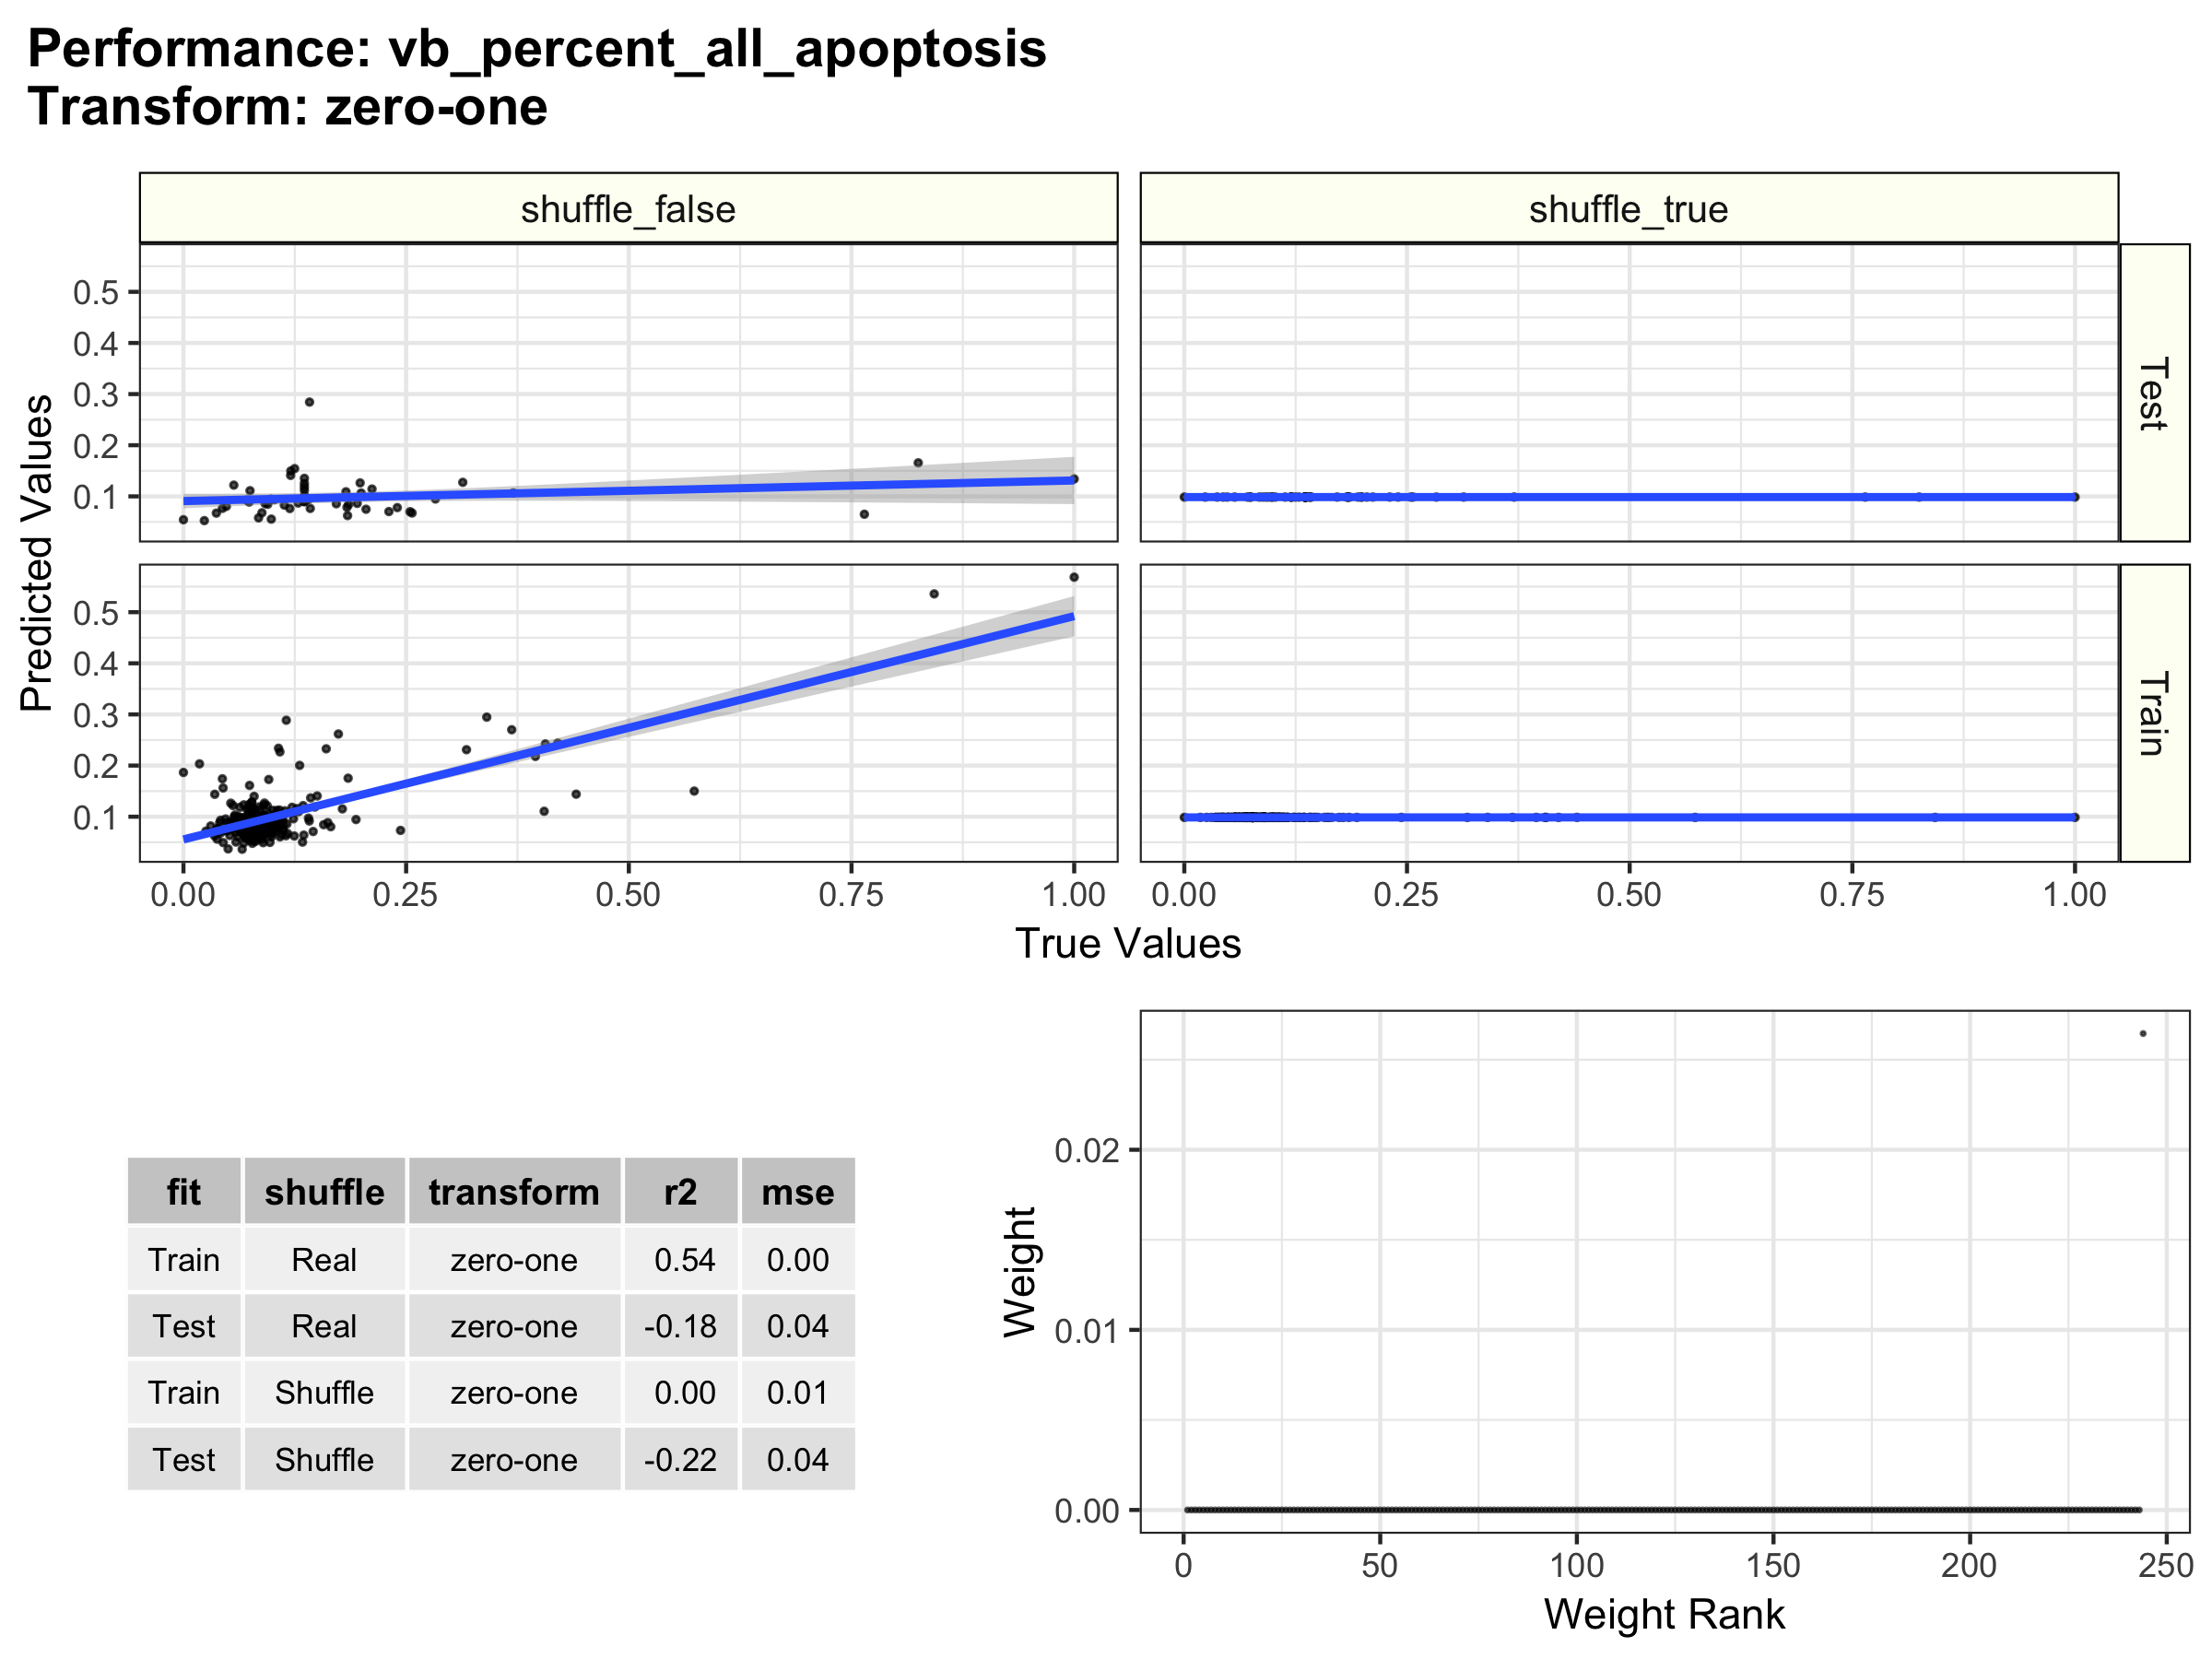 Performance: vb_percent_all_apoptosis
Transform: zero-one
shuffle_false shuffle_true
Test
Train
Predicted Values
0.5
0.4
0.3
0.2
0.1
0.5
0.4
0.3
0.2
0.1
0.00 0.25 0.50 0.75 1.00 0.00 0.25 0.50 0.75 1.00
True Values
fit shuffle transform r2 mse
Train Real zero-one 0.54 0.00
Test Real zero-one -0.18 0.04
Train Shuffle zero-one 0.00 0.01
Test Shuffle zero-one -0.22 0.04
Weight
0.02
0.01
0.00
0 50 100 150 200 250
Weight Rank